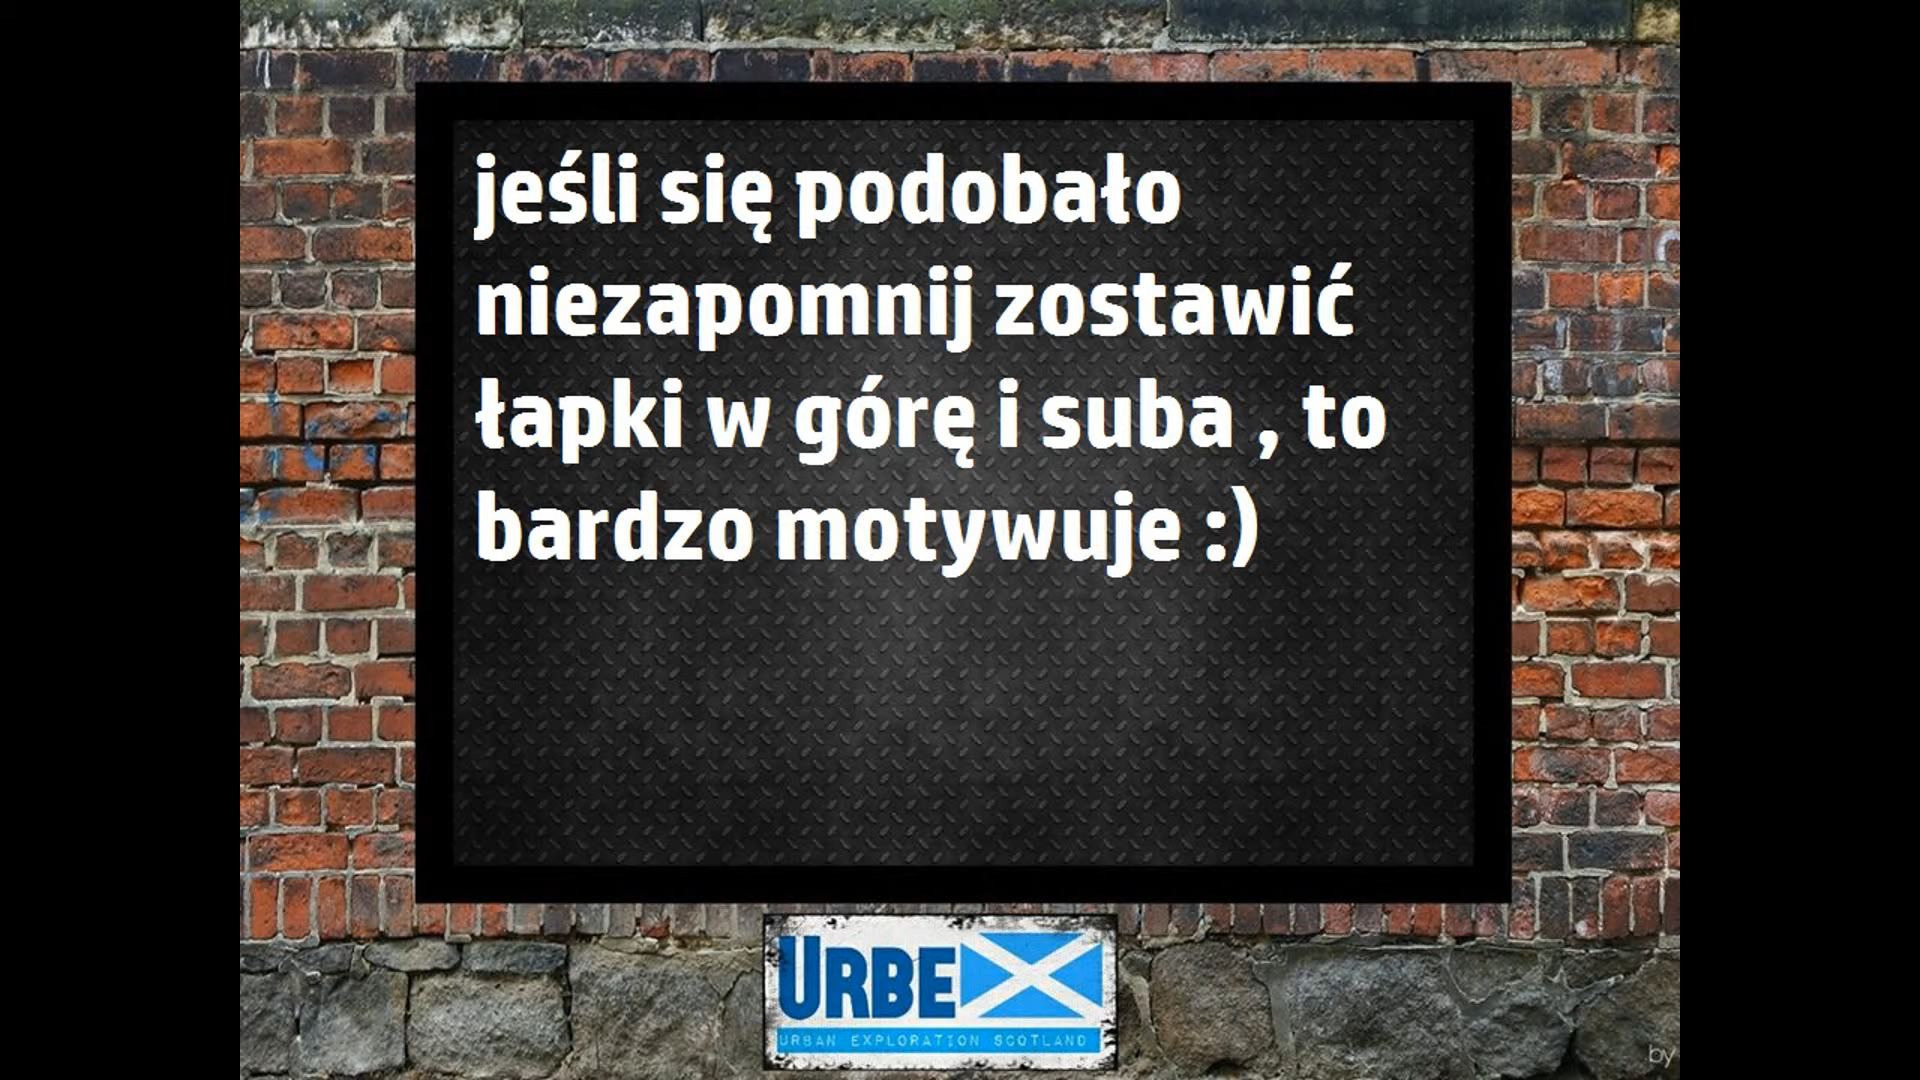 jeśli się podobało
niezapomnij zostawić
łapki w górę i suba , to
bardzo motywuje :)
URBEX
URBAN EXPLORATION SCOTLAND
by